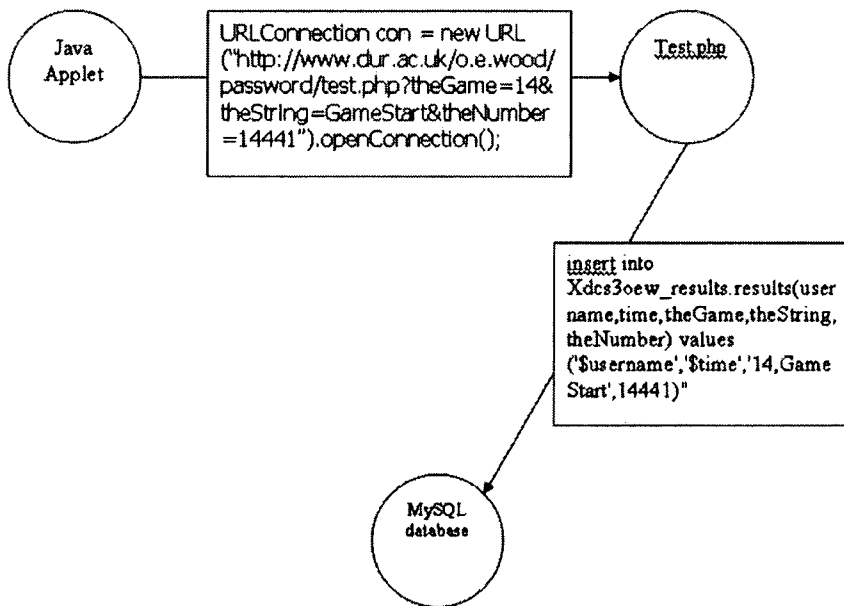 Java
Applet
URLConnection con = new URL
("http://www.dur.ac.uk/o.e.wood/
password/test.php?theGame=14&
theString=GameStart&theNumber
=14441").openConnection();
Test.php
insert into
Xdcs3oew_results.results(user
name,time,theGame,theString,
theNumber) values
('$username','$time','14,Game
Start',14441)"
MySQL
database